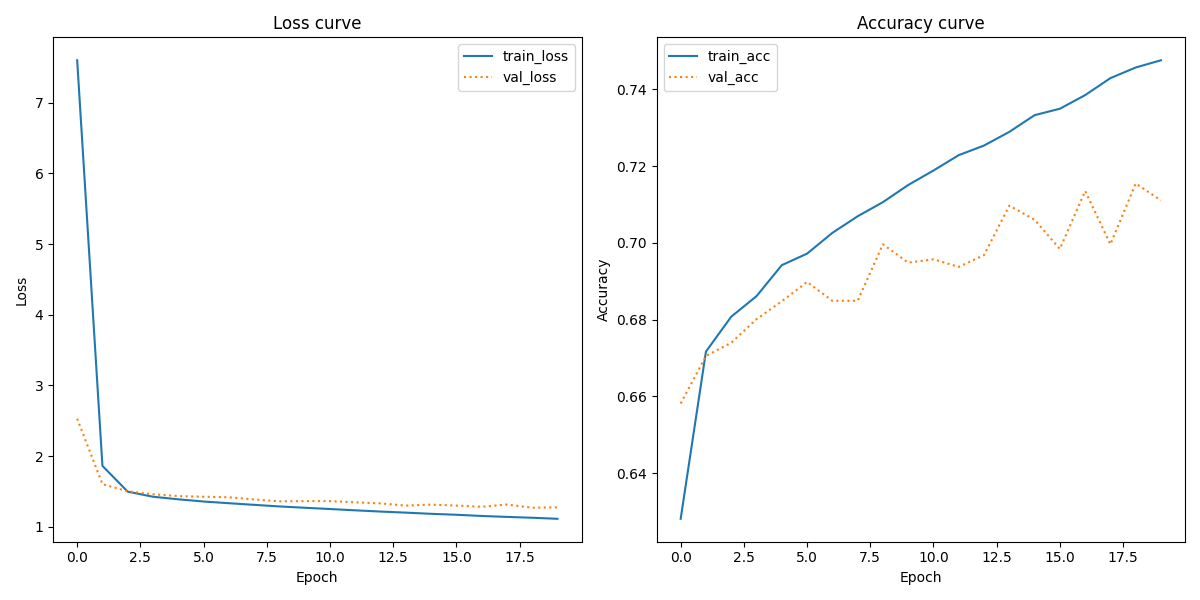 Loss curve
train_loss
val_loss
7
6
5
4
3
2
1
Loss
0.0 2.5 5.0 7.5 10.0 12.5 15.0 17.5
Epoch
Accuracy curve
train_acc
val_acc
0.74
0.72
0.70
0.68
0.66
0.64
Accuracy
0.0 2.5 5.0 7.5 10.0 12.5 15.0 17.5
Epoch